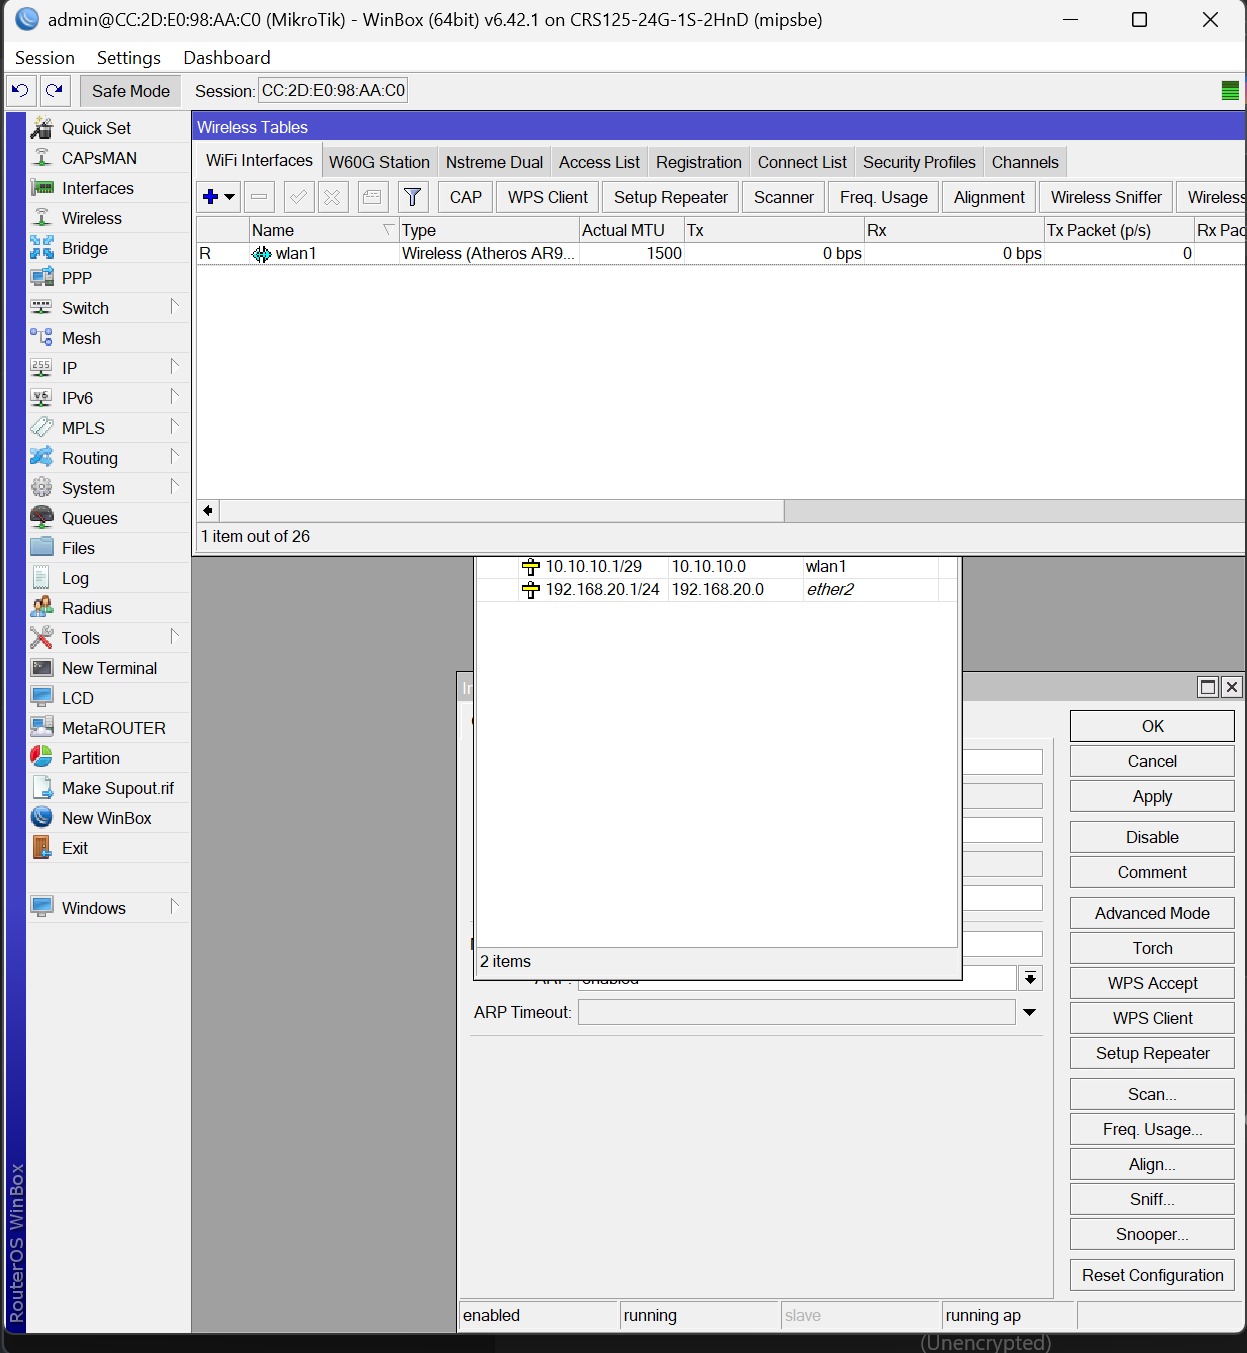 admin@CC:2D:E0:98:AA:C0 (MikroTik) - WinBox (64bit) v6.42.1 on CRS125-24G-1S-2HnD (mipsbe)
Session Settings Dashboard
Safe Mode Session: CC:2D:E0:98:AA:C0
Quick Set
CAPsMAN
Interfaces
Wireless
Bridge
PPP
Switch
Mesh
IP
IPv6
MPLS
Routing
System
Queues
Files
Log
Radius
Tools
New Terminal
LCD
MetaROUTER
Partition
Make Supout.rif
New WinBox
Exit
Windows
RouterOS WinBox
Wireless Tables
WiFi Interfaces W60G Station Nstreme Dual Access List Registration Connect List Security Profiles Channels
CAP WPS Client Setup Repeater Scanner Freq. Usage Alignment Wireless Sniffer Wireless
Name Type Actual MTU Tx Rx Tx Packet (p/s) Rx Pac
R wlan1 Wireless (Atheros AR9... 1500 0 bps 0 bps 0
1 item out of 26
10.10.10.1/29 10.10.10.0 wlan1
192.168.20.1/24 192.168.20.0 ether2
2 items
ARP: enabled
ARP Timeout:
OK
Cancel
Apply
Disable
Comment
Advanced Mode
Torch
WPS Accept
WPS Client
Setup Repeater
Scan...
Freq. Usage...
Align...
Sniff...
Snooper...
Reset Configuration
enabled running slave running ap
(Unencrypted)